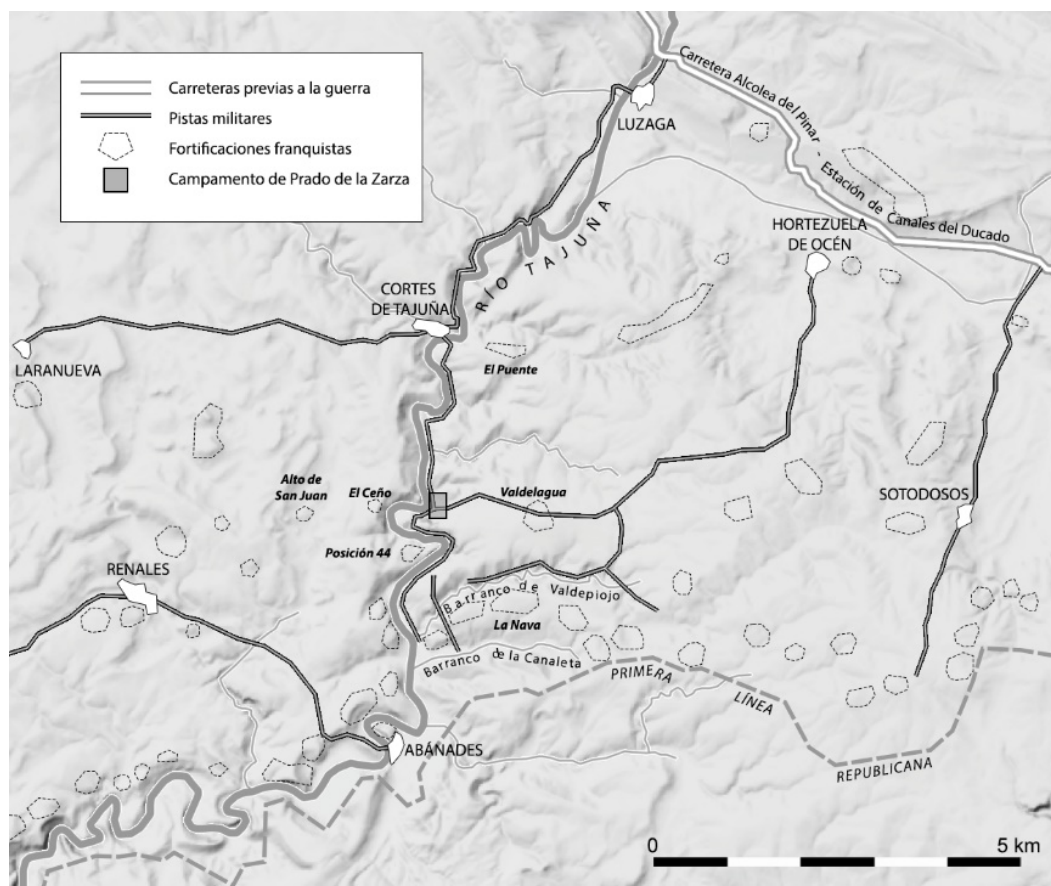 Carreteras previas a la guerra
Pistas militares
Fortificaciones franquistas
Campamento de Prado de la Zarza
Carretera Alcolea del Pinar - Estación de Canales del Ducado
LUZAGA
RÍO TAJUÑA
HORTEZUELA
DE OCÉN
CORTES
DE TAJUÑA
LARANUEVA
El Puente
Alto de
San Juan
El Ceño
Valdelagua
SOTODOSOS
Posición 44
RENALES
Barranco de Valdepiojo
La Nava
Barranco de la Canaleta
PRIMERA
LÍNEA
REPUBLICANA
ABÁNADES
0
5 km